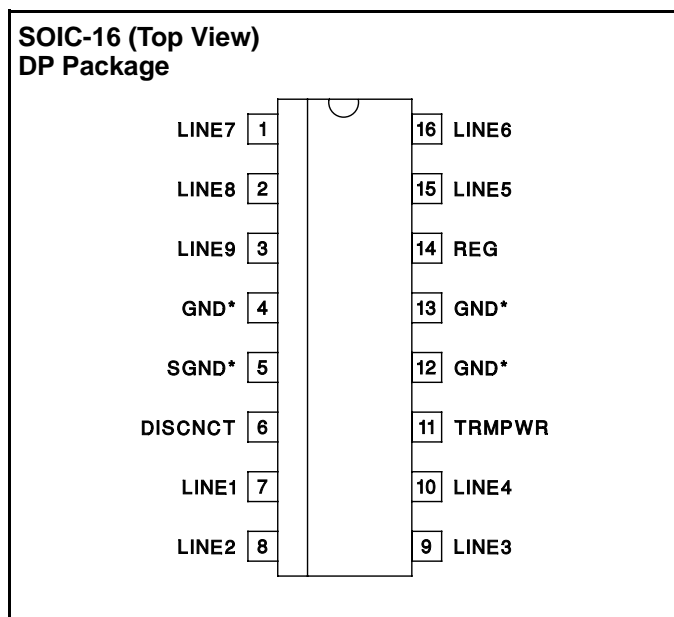 SOIC-16 (Top View)
DP Package
LINE7 1 16 LINE6
LINE8 2 15 LINE5
LINE9 3 14 REG
GND* 4 13 GND*
SGND* 5 12 GND*
DISCNCT 6 11 TRMPWR
LINE1 7 10 LINE4
LINE2 8 9 LINE3